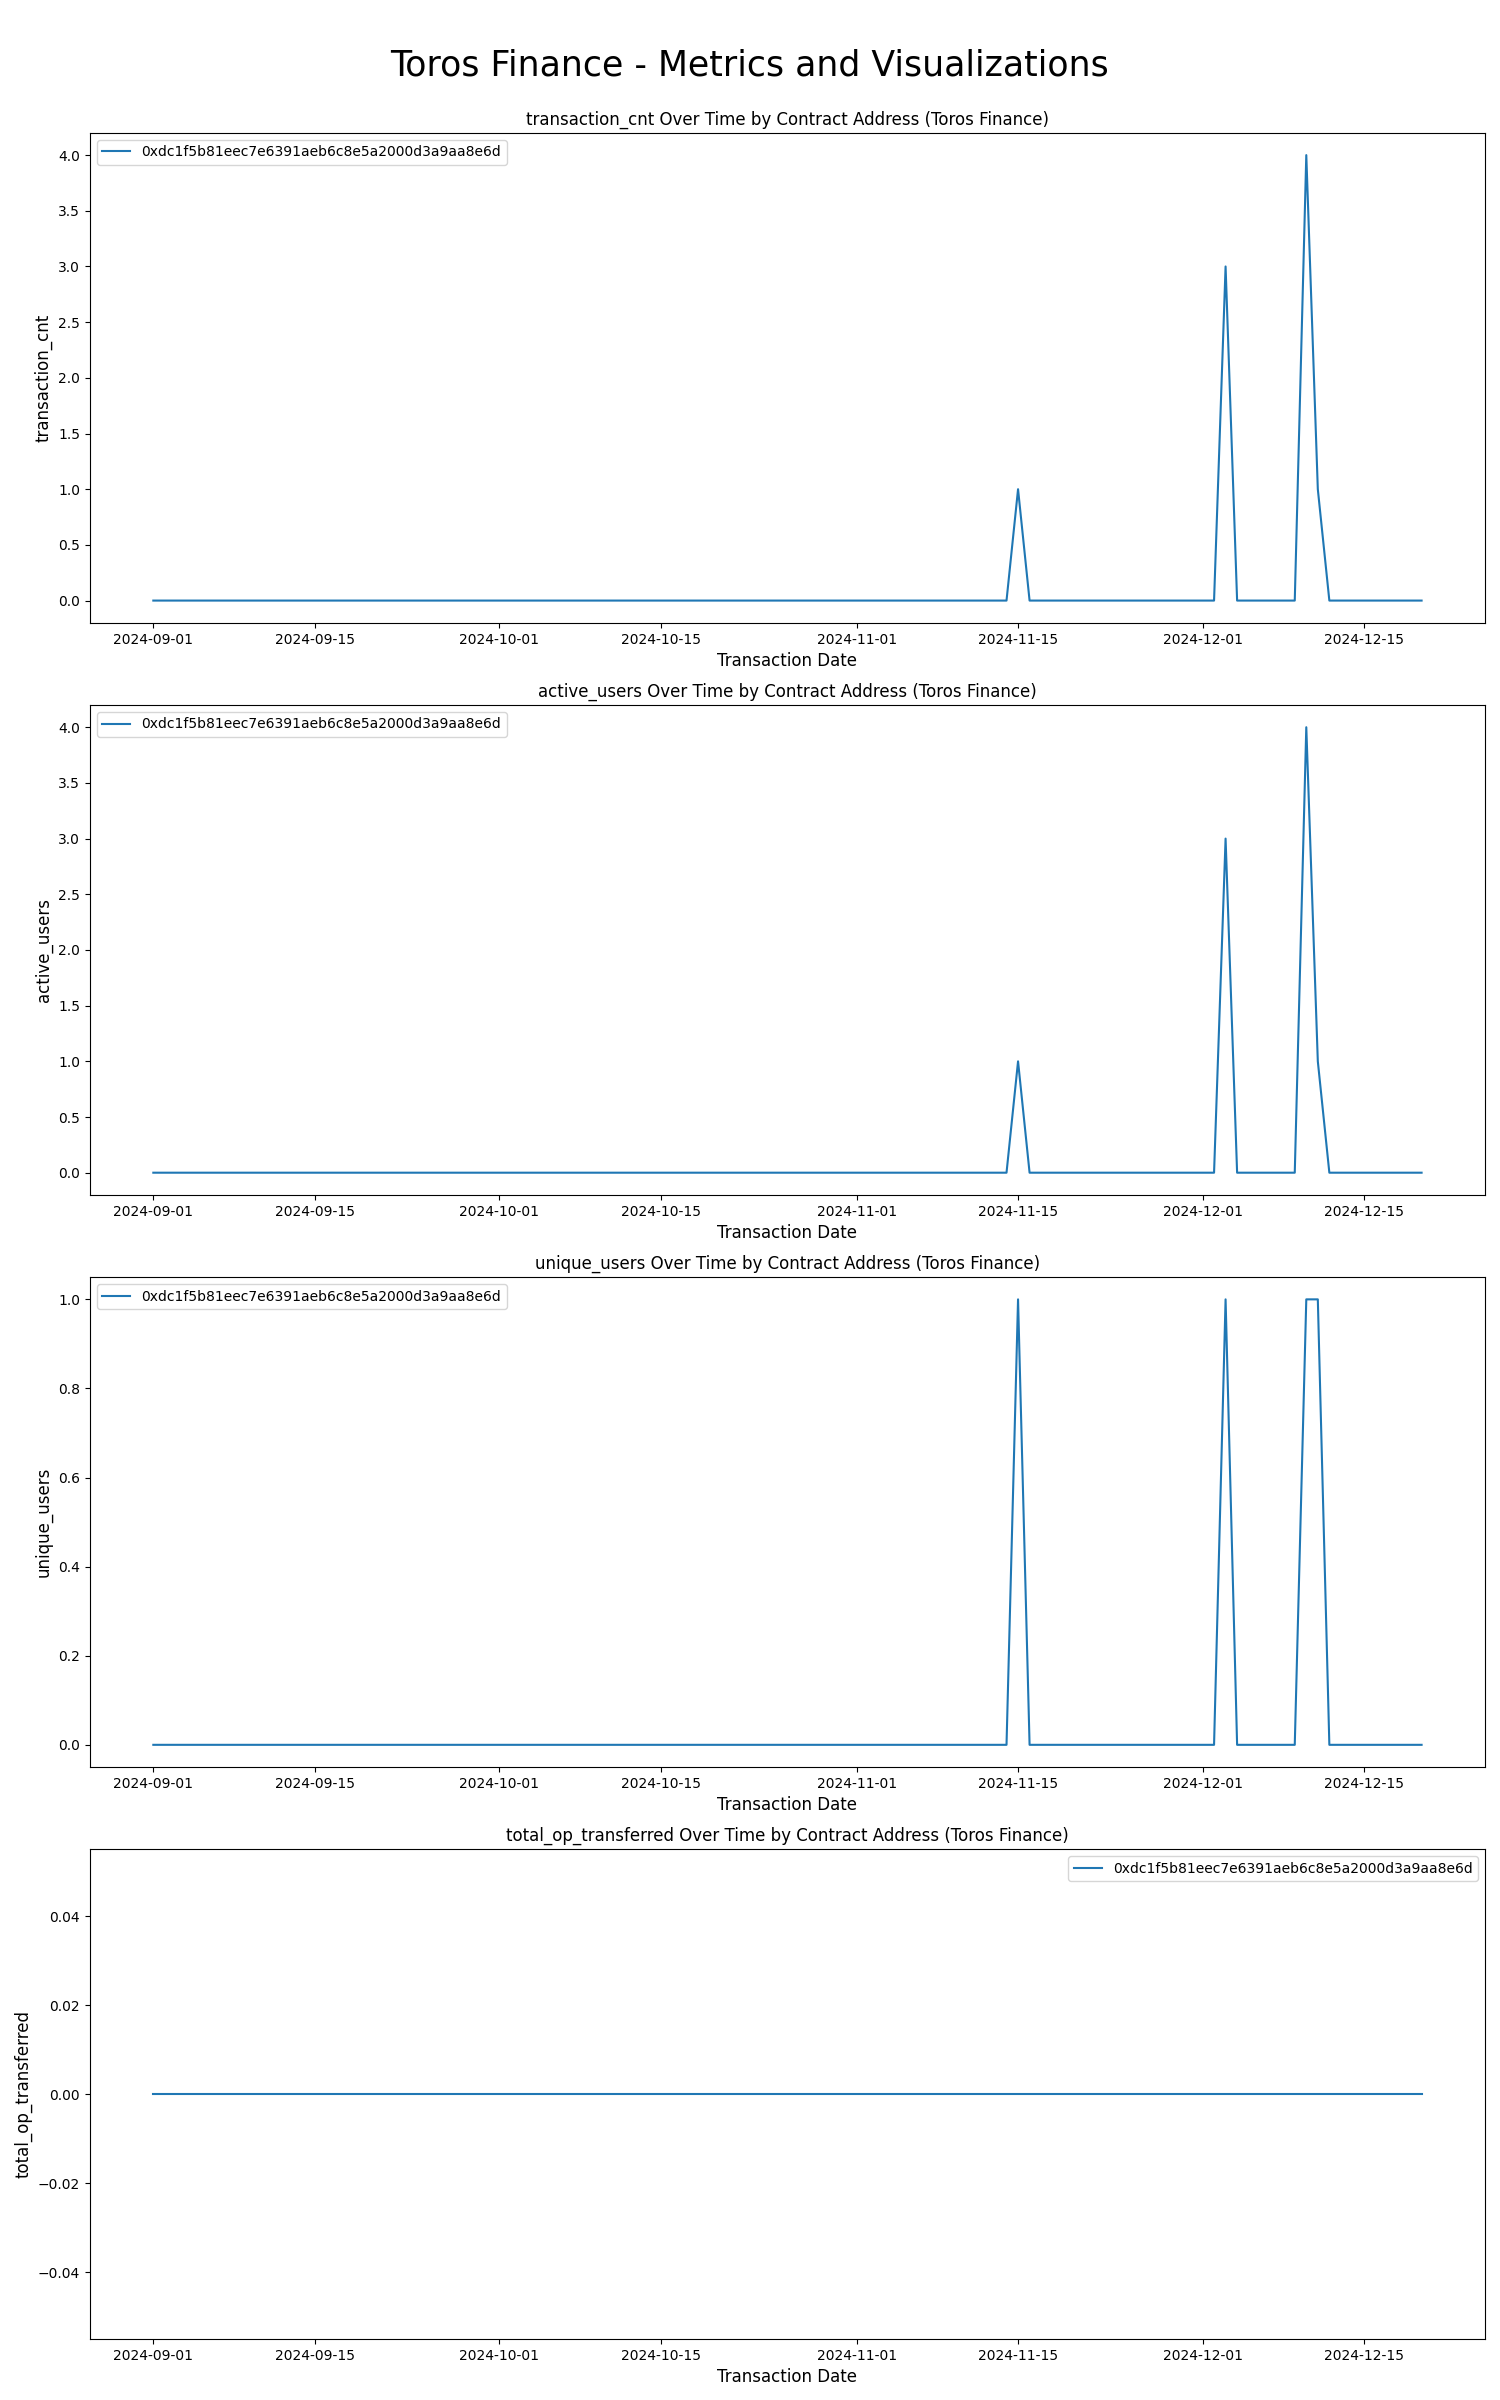 Toros Finance - Metrics and Visualizations
transaction_cnt Over Time by Contract Address (Toros Finance)
0xdc1f5b81eec7e6391aeb6c8e5a2000d3a9aa8e6d
4.0
3.5
3.0
2.5
2.0
1.5
1.0
0.5
0.0
transaction_cnt
2024-09-01 2024-09-15 2024-10-01 2024-10-15 2024-11-01 2024-11-15 2024-12-01 2024-12-15
Transaction Date
active_users Over Time by Contract Address (Toros Finance)
0xdc1f5b81eec7e6391aeb6c8e5a2000d3a9aa8e6d
4.0
3.5
3.0
2.5
2.0
1.5
1.0
0.5
0.0
active_users
2024-09-01 2024-09-15 2024-10-01 2024-10-15 2024-11-01 2024-11-15 2024-12-01 2024-12-15
Transaction Date
unique_users Over Time by Contract Address (Toros Finance)
0xdc1f5b81eec7e6391aeb6c8e5a2000d3a9aa8e6d
1.0
0.8
0.6
0.4
0.2
0.0
unique_users
2024-09-01 2024-09-15 2024-10-01 2024-10-15 2024-11-01 2024-11-15 2024-12-01 2024-12-15
Transaction Date
total_op_transferred Over Time by Contract Address (Toros Finance)
0xdc1f5b81eec7e6391aeb6c8e5a2000d3a9aa8e6d
0.04
0.02
0.00
−0.02
−0.04
total_op_transferred
2024-09-01 2024-09-15 2024-10-01 2024-10-15 2024-11-01 2024-11-15 2024-12-01 2024-12-15
Transaction Date